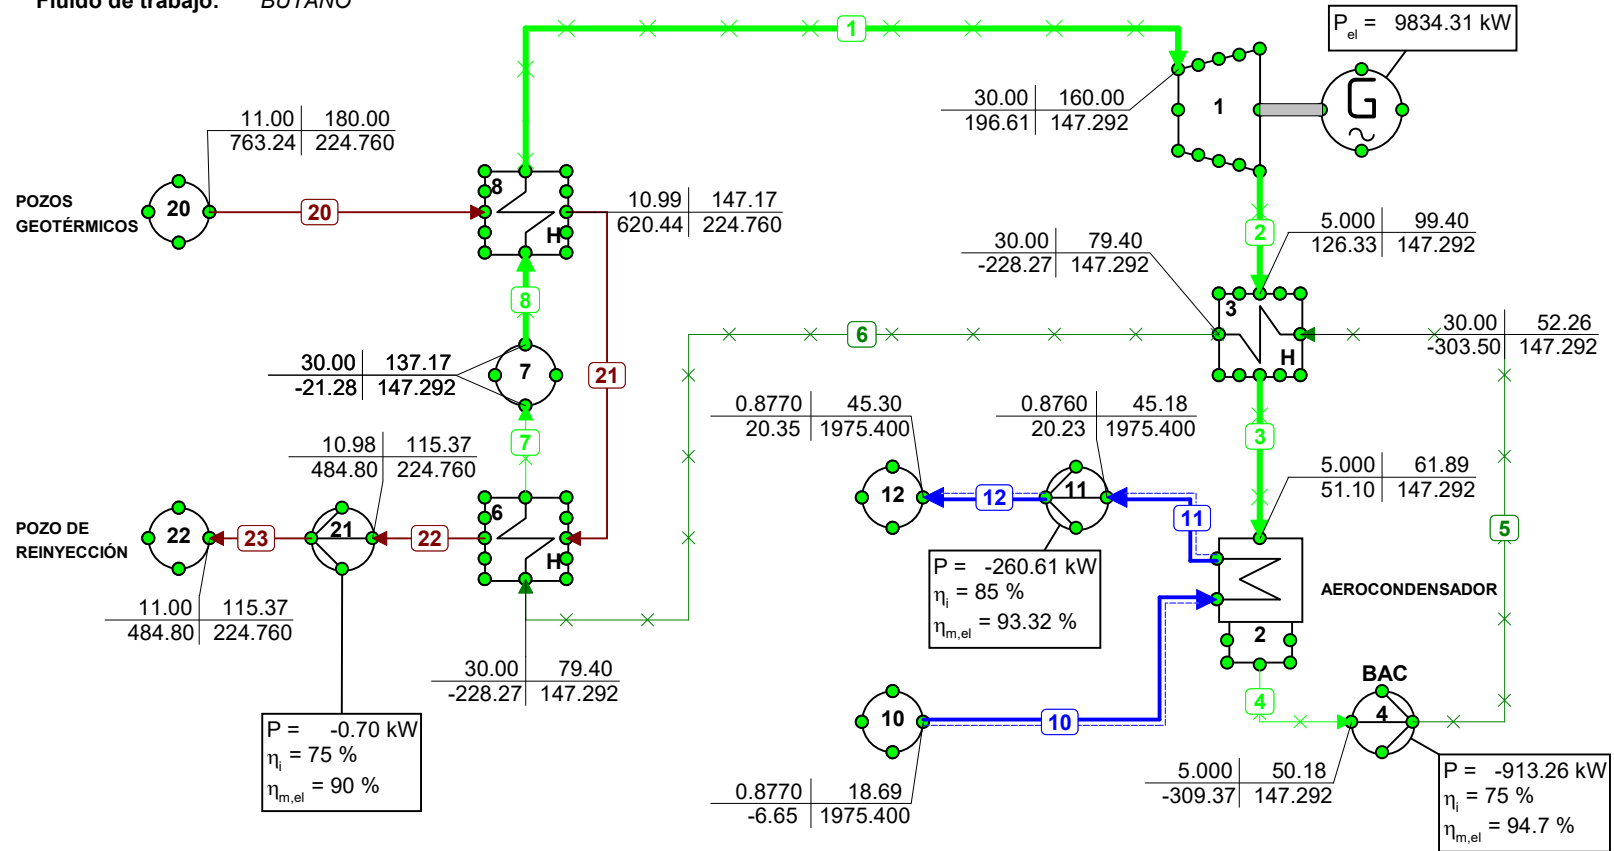 Fluido de trabajo: BUTANO
1
P_el = 9834.31 kW
11.00 180.00
763.24 224.760
30.00 160.00
196.61 147.292
1
G
~
POZOS
GEOTÉRMICOS
20
20
8
H
10.99 147.17
620.44 224.760
2
5.000 99.40
126.33 147.292
30.00 79.40
-228.27 147.292
8
3
H
6
30.00 52.26
-303.50 147.292
30.00 137.17
-21.28 147.292
7
21
0.8770 45.30
20.35 1975.400
0.8760 45.18
20.23 1975.400
3
10.98 115.37
484.80 224.760
7
5.000 61.89
51.10 147.292
12
12
11
11
5
POZO DE
REINYECCIÓN
22
23
21
22
6
H
P = -260.61 kW
η_i = 85 %
η_m,el = 93.32 %
AEROCONDENSADOR
2
11.00 115.37
484.80 224.760
30.00 79.40
-228.27 147.292
BAC
4
10
10
4
P = -0.70 kW
η_i = 75 %
η_m,el = 90 %
0.8770 18.69
-6.65 1975.400
5.000 50.18
-309.37 147.292
P = -913.26 kW
η_i = 75 %
η_m,el = 94.7 %